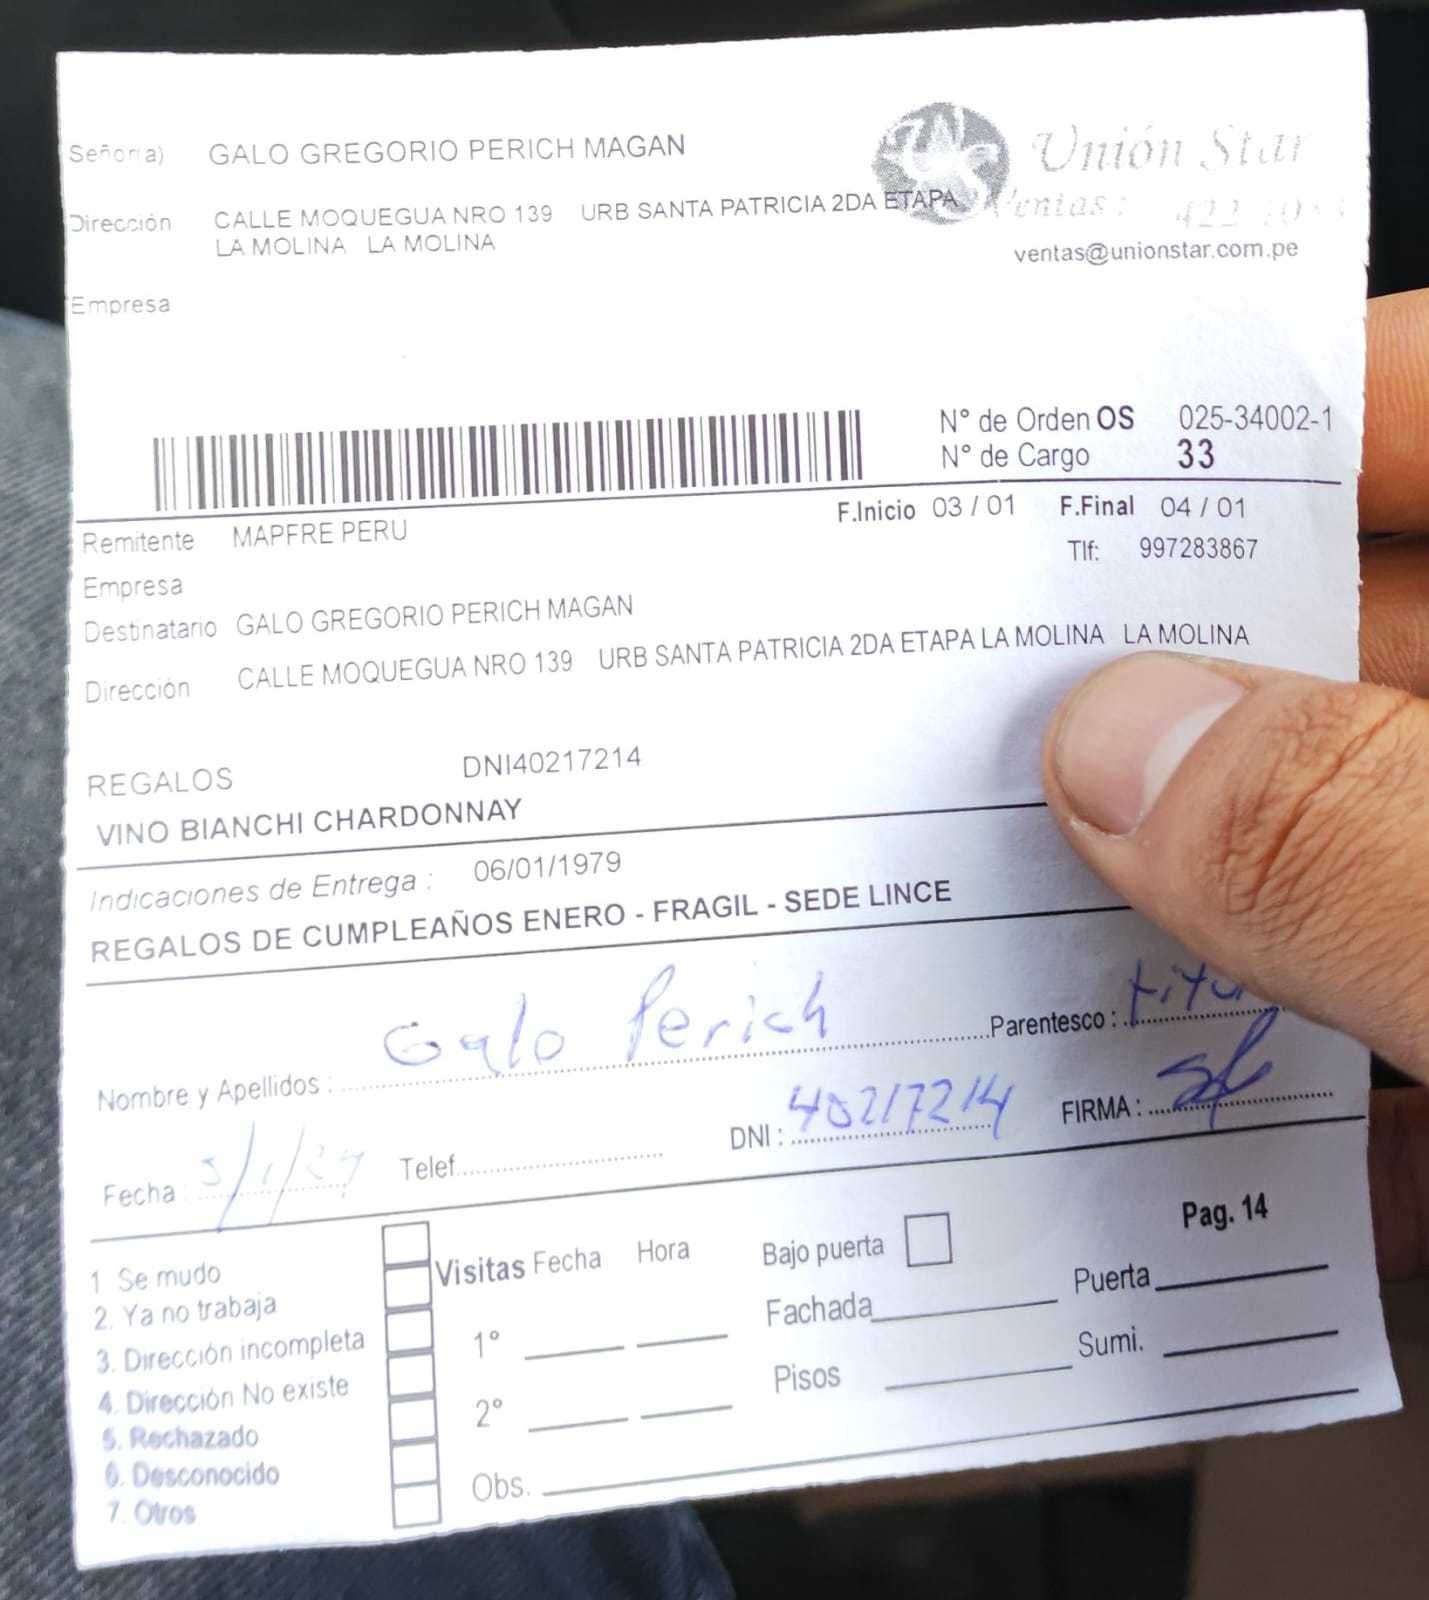 Señor(a) GALO GREGORIO PERICH MAGAN
Unión Star
Dirección CALLE MOQUEGUA NRO 139 URB SANTA PATRICIA 2DA ETAPA
LA MOLINA LA MOLINA
Ventas:
ventas@unionstar.com.pe
Empresa
N° de Orden OS 025-34002-1
N° de Cargo 33
Remitente MAPFRE PERU
F.Inicio 03 / 01 F.Final 04 / 01
Empresa
Tlf: 997283867
Destinatario GALO GREGORIO PERICH MAGAN
Dirección CALLE MOQUEGUA NRO 139 URB SANTA PATRICIA 2DA ETAPA LA MOLINA LA MOLINA
REGALOS DNI40217214
VINO BIANCHI CHARDONNAY
Indicaciones de Entrega : 06/01/1979
REGALOS DE CUMPLEAÑOS ENERO - FRAGIL - SEDE LINCE
Nombre y Apellidos : Galo Perich Parentesco :
Fecha Telef. DNI : 40217214 FIRMA :
Pag. 14
1 Se mudo
2. Ya no trabaja
3. Dirección incompleta
4. Dirección No existe
5. Rechazado
6. Desconocido
7. Otros
Visitas Fecha Hora
1°
2°
Obs.
Bajo puerta
Fachada
Pisos
Puerta
Sumi.